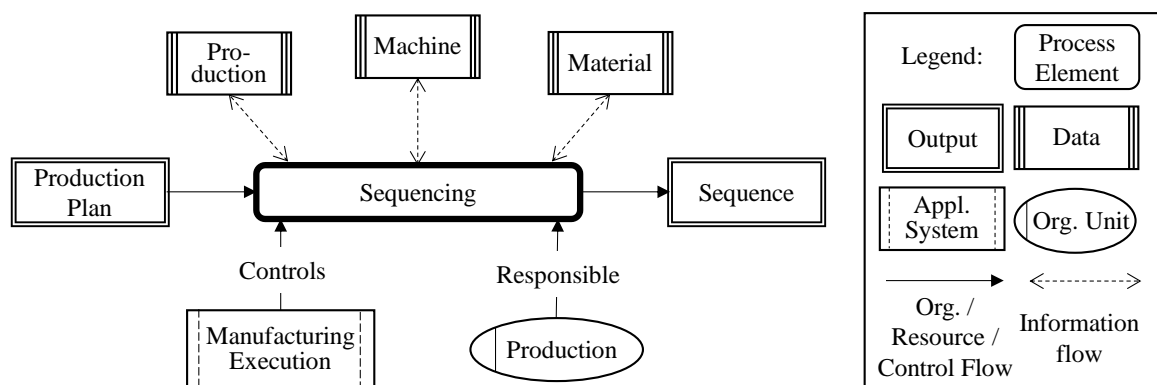 Pro-
duction
Machine
Material
Production
Plan
Sequencing
Sequence
Controls
Responsible
Manufacturing
Execution
Production
Legend:
Process
Element
Output
Data
Appl.
System
Org. Unit
Org. /
Resource /
Control Flow
Information
flow